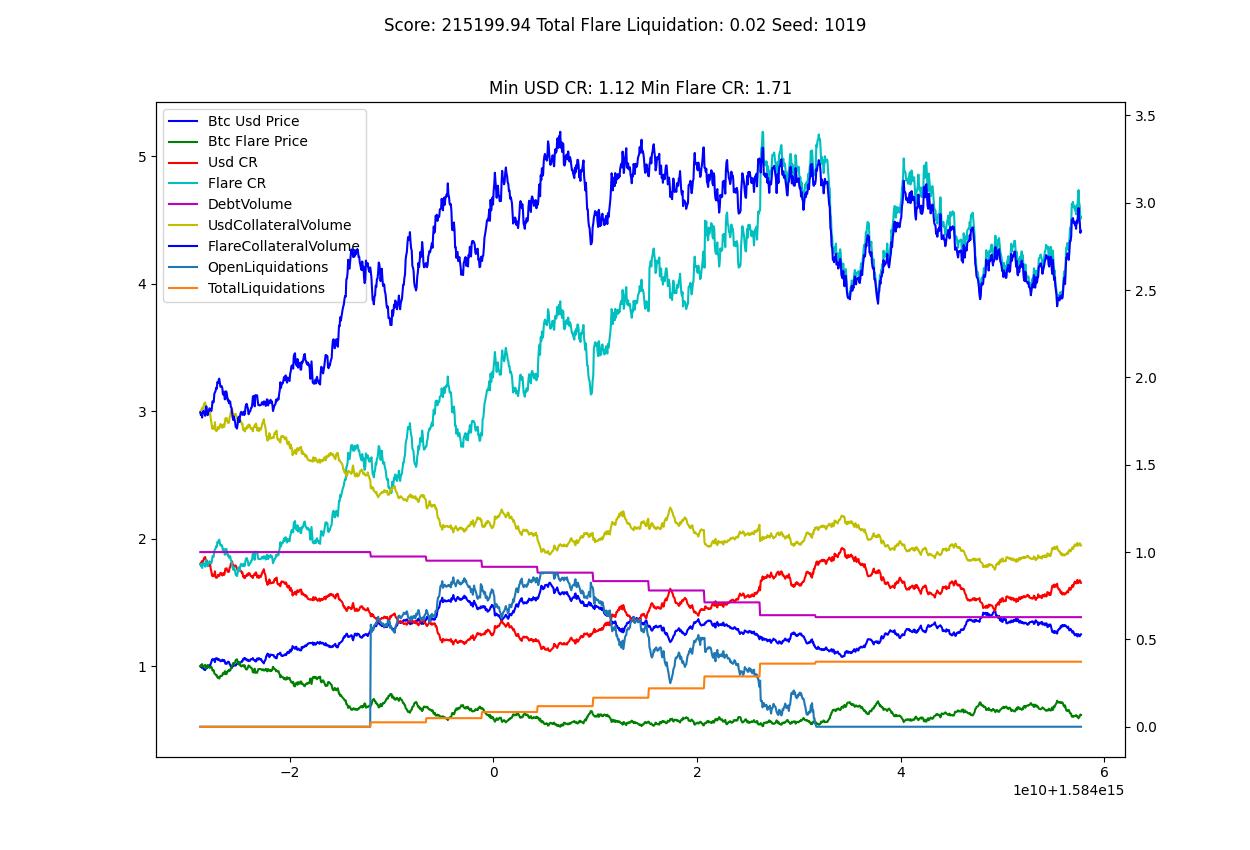 Score: 215199.94 Total Flare Liquidation: 0.02 Seed: 1019
Min USD CR: 1.12 Min Flare CR: 1.71
Btc Usd Price
Btc Flare Price
Usd CR
Flare CR
DebtVolume
UsdCollateralVolume
FlareCollateralVolume
OpenLiquidations
TotalLiquidations
5
4
3
2
1
3.5
3.0
2.5
2.0
1.5
1.0
0.5
0.0
−2
0
2
4
6
1e10+1.584e15